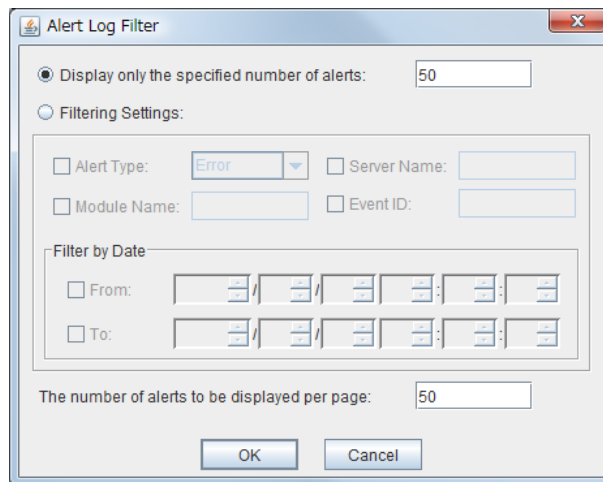 Alert Log Filter
Display only the specified number of alerts: 50
Filtering Settings:
Alert Type: Error Server Name:
Module Name: Event ID:
Filter by Date
From: / / : :
To: / / : :
The number of alerts to be displayed per page: 50
OK Cancel